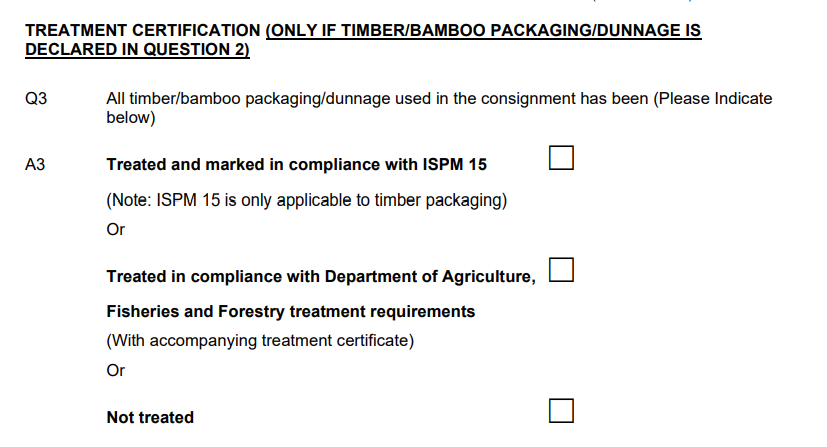 TREATMENT CERTIFICATION (ONLY IF TIMBER/BAMBOO PACKAGING/DUNNAGE IS
DECLARED IN QUESTION 2)
Q3 All timber/bamboo packaging/dunnage used in the consignment has been (Please Indicate
below)
A3 Treated and marked in compliance with ISPM 15
(Note: ISPM 15 is only applicable to timber packaging)
Or
Treated in compliance with Department of Agriculture,
Fisheries and Forestry treatment requirements
(With accompanying treatment certificate)
Or
Not treated